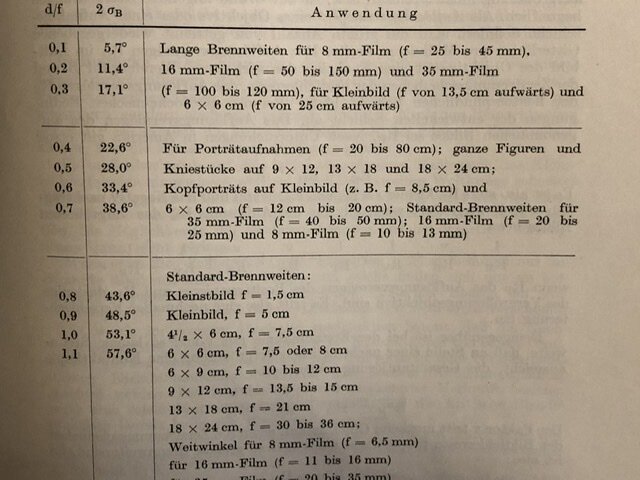 d/f 2 σB Anwendung
0,1 5,7° Lange Brennweiten für 8 mm-Film (f = 25 bis 45 mm),
0,2 11,4° 16 mm-Film (f = 50 bis 150 mm) und 35 mm-Film
0,3 17,1° (f = 100 bis 120 mm), für Kleinbild (f von 13,5 cm aufwärts) und
6 × 6 cm (f von 25 cm aufwärts)
0,4 22,6° Für Porträtaufnahmen (f = 20 bis 80 cm); ganze Figuren und
0,5 28,0° Kniestücke auf 9 × 12, 13 × 18 und 18 × 24 cm;
0,6 33,4° Kopfporträts auf Kleinbild (z. B. f = 8,5 cm) und
0,7 38,6° 6 × 6 cm (f = 12 cm bis 20 cm); Standard-Brennweiten für
35 mm-Film (f = 40 bis 50 mm); 16 mm-Film (f = 20 bis
25 mm) und 8 mm-Film (f = 10 bis 13 mm)
Standard-Brennweiten:
0,8 43,6° Kleinstbild f = 1,5 cm
0,9 48,5° Kleinbild, f = 5 cm
1,0 53,1° 4¹/₂ × 6 cm, f = 7,5 cm
1,1 57,6° 6 × 6 cm, f = 7,5 oder 8 cm
6 × 9 cm, f = 10 bis 12 cm
9 × 12 cm, f = 13,5 bis 15 cm
13 × 18 cm, f = 21 cm
18 × 24 cm, f = 30 bis 36 cm;
Weitwinkel für 8 mm-Film (f = 6,5 mm)
für 16 mm-Film (f = 11 bis 16 mm)
für 35 mm-Film (f = 20 bis 35 mm)